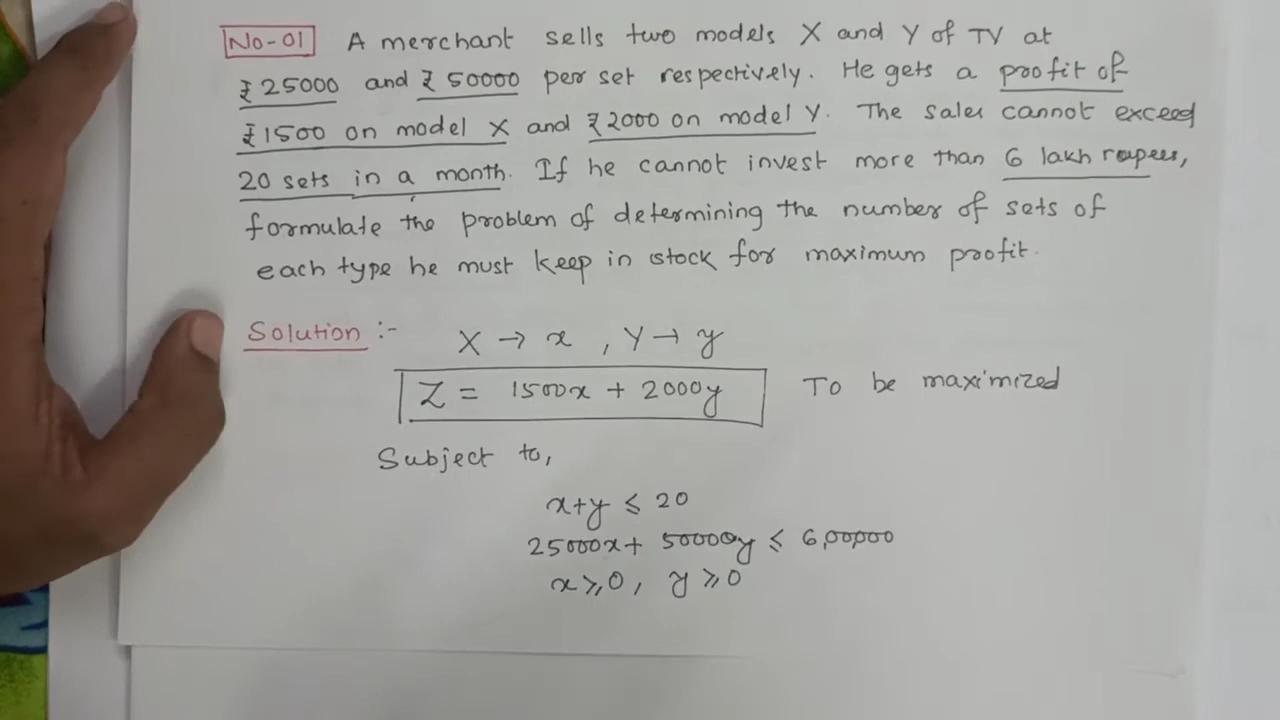 No-01 A merchant sells two models X and Y of TV at
₹25000 and ₹50000 per set respectively. He gets a profit of
₹1500 on model X and ₹2000 on model Y. The sales cannot exceed
20 sets in a month. If he cannot invest more than 6 lakh rupees,
formulate the problem of determining the number of sets of
each type he must keep in stock for maximum profit.
Solution :- X → x , Y → y
Z = 1500x + 2000y To be maximized
Subject to,
x+y ⩽ 20
25000x + 50000y ⩽ 6,00,000
x ⩾ 0, y ⩾ 0